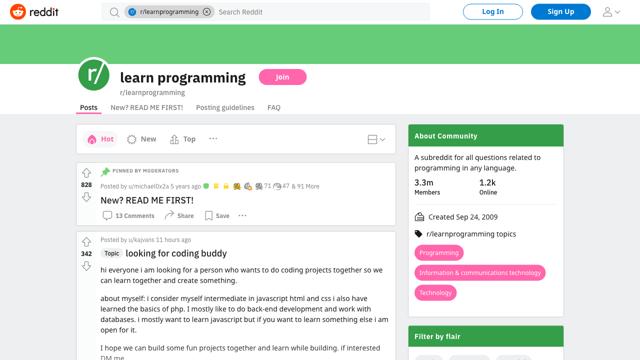 reddit
r/learnprogramming
Search Reddit
Log In
Sign Up
r/
learn programming
Join
r/learnprogramming
Posts
New? READ ME FIRST!
Posting guidelines
FAQ
Hot
New
Top
PINNED BY MODERATORS
828
Posted by u/michael0x2a 5 years ago
71
47
& 91 More
New? READ ME FIRST!
13 Comments
Share
Save
342
Posted by u/kajvans 11 hours ago
Topic
looking for coding buddy
hi everyone i am looking for a person who wants to do coding projects together so we
can learn together and create something.
about myself: i consider myself intermediate in javascript html and css i also have
learned the basics of php. I mostly like to do back-end development and work with
databases. i mostly want to learn javascript but if you want to learn something else i am
open for it.
I hope we can build some fun projects together and learn while building. if interested
DM me
About Community
A subreddit for all questions related to
programming in any language.
3.3m
1.2k
Members
Online
Created Sep 24, 2009
r/learnprogramming topics
Programming
Information & communications technology
Technology
Filter by flair